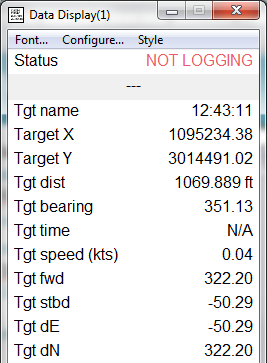 Data Display(1)
Font... Configure... Style
Status NOT LOGGING
---
Tgt name 12:43:11
Target X 1095234.38
Target Y 3014491.02
Tgt dist 1069.889 ft
Tgt bearing 351.13
Tgt time N/A
Tgt speed (kts) 0.04
Tgt fwd 322.20
Tgt stbd -50.29
Tgt dE -50.29
Tgt dN 322.20